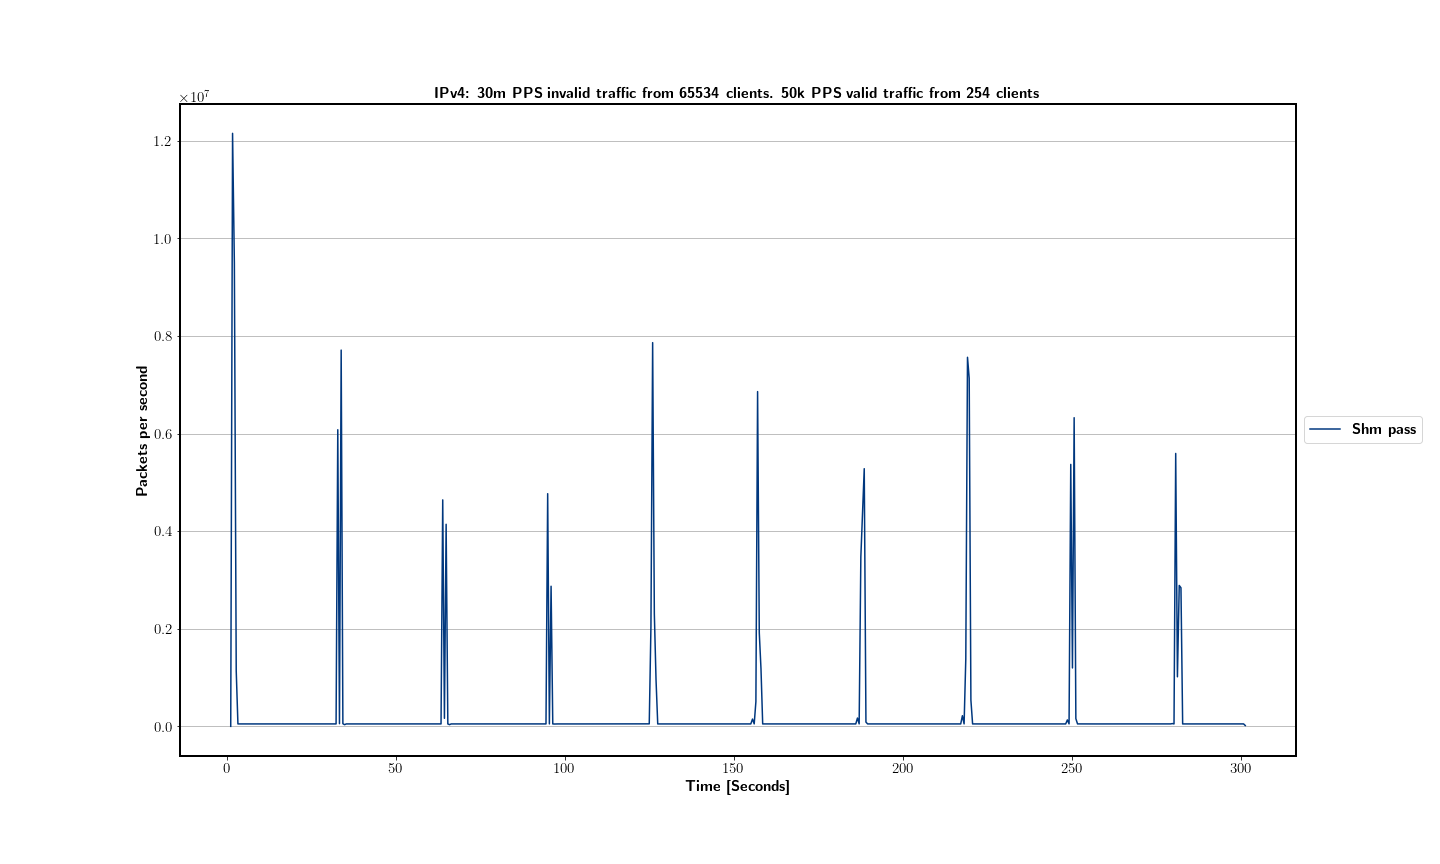 IPv4: 30m PPS invalid traffic from 65534 clients. 50k PPS valid traffic from 254 clients
×10⁷
1.2
1.0
0.8
0.6
0.4
0.2
0.0
Packets per second
Shm pass
0 50 100 150 200 250 300
Time [Seconds]